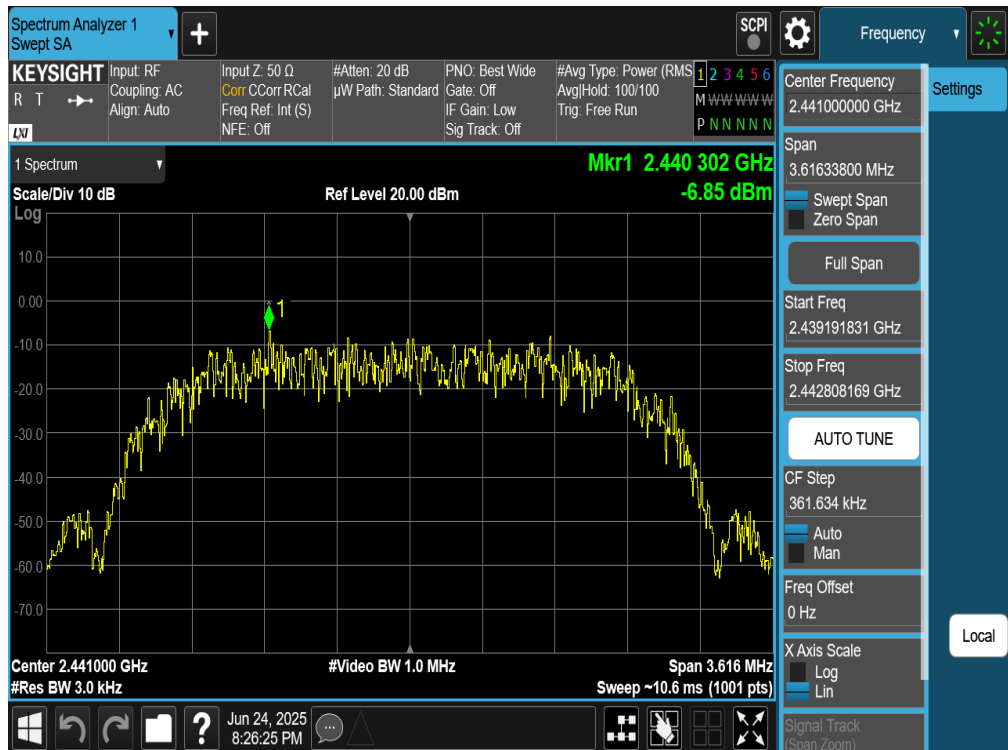 Spectrum Analyzer 1
Swept SA
SCPI
Frequency
KEYSIGHT
R T
LXI
Input: RF
Coupling: AC
Align: Auto
Input Z: 50 Ω
Corr CCorr RCal
Freq Ref: Int (S)
NFE: Off
#Atten: 20 dB
µW Path: Standard
PNO: Best Wide
Gate: Off
IF Gain: Low
Sig Track: Off
#Avg Type: Power (RMS
Avg|Hold: 100/100
Trig: Free Run
1 2 3 4 5 6
M W W W W W
P N N N N N
1 Spectrum
Mkr1 2.440 302 GHz
-6.85 dBm
Scale/Div 10 dB
Ref Level 20.00 dBm
Log
10.0
0.00
-10.0
-20.0
-30.0
-40.0
-50.0
-60.0
-70.0
1
Center 2.441000 GHz
#Video BW 1.0 MHz
Span 3.616 MHz
#Res BW 3.0 kHz
Sweep ~10.6 ms (1001 pts)
Jun 24, 2025
8:26:25 PM
?
Center Frequency
2.441000000 GHz
Span
3.61633800 MHz
Swept Span
Zero Span
Full Span
Start Freq
2.439191831 GHz
Stop Freq
2.442808169 GHz
AUTO TUNE
CF Step
361.634 kHz
Auto
Man
Freq Offset
0 Hz
X Axis Scale
Log
Lin
Signal Track
(Span Zoom)
Settings
Local